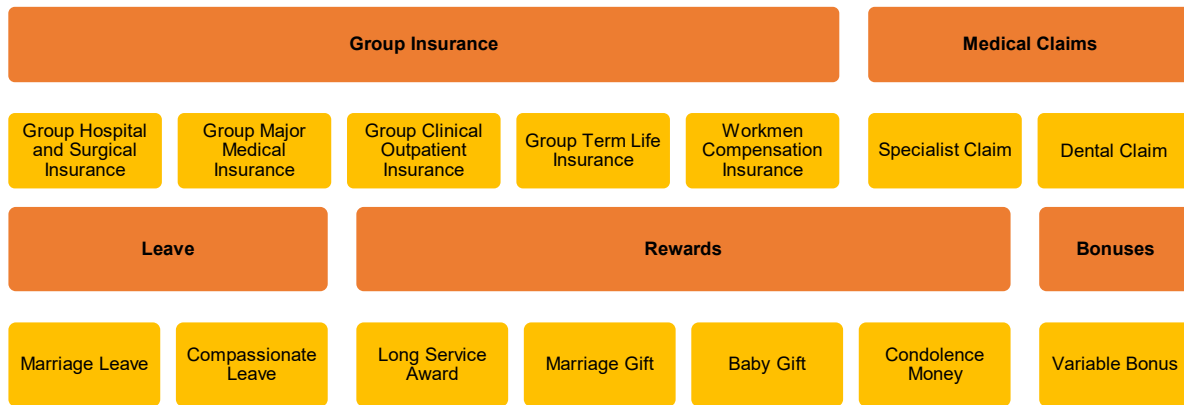 Group Insurance
Medical Claims
Group Hospital
and Surgical
Insurance
Group Major
Medical
Insurance
Group Clinical
Outpatient
Insurance
Group Term Life
Insurance
Workmen
Compensation
Insurance
Specialist Claim
Dental Claim
Leave
Rewards
Bonuses
Marriage Leave
Compassionate
Leave
Long Service
Award
Marriage Gift
Baby Gift
Condolence
Money
Variable Bonus